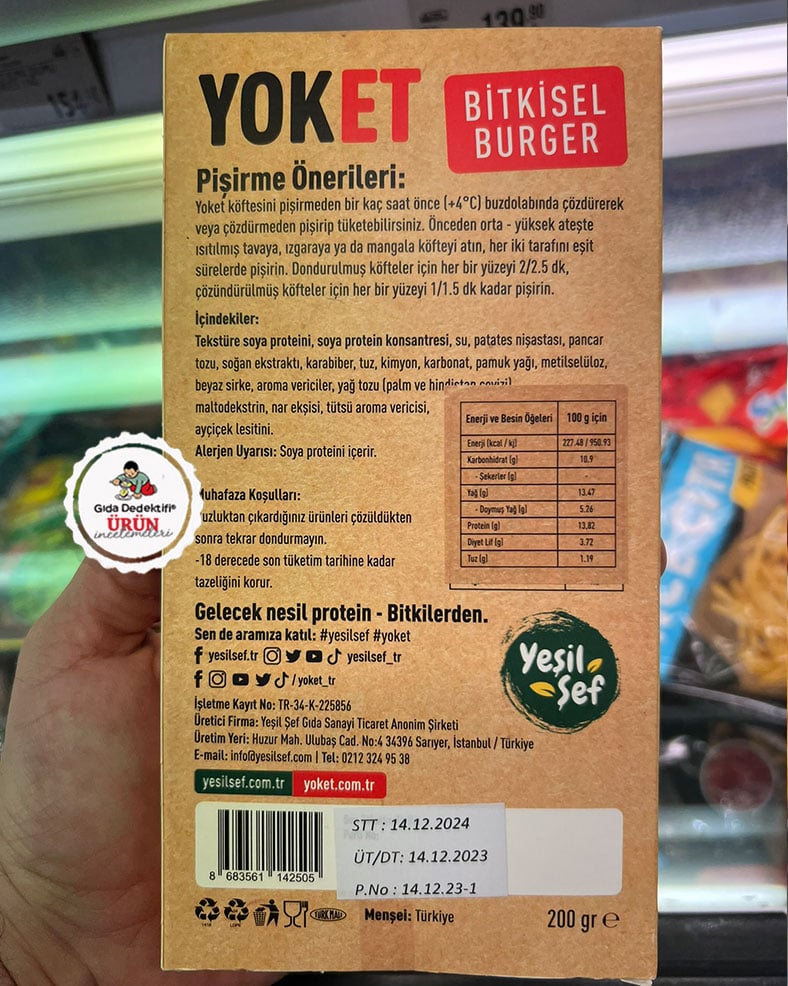 139.90
154
YOKET
BİTKİSEL
BURGER
Pişirme Önerileri:
Yoket köftesini pişirmeden bir kaç saat önce (+4°C) buzdolabında çözdürerek
veya çözdürmeden pişirip tüketebilirsiniz. Önceden orta - yüksek ateşte
ısıtılmış tavaya, ızgaraya ya da mangala köfteyi atın, her iki tarafını eşit
sürelerde pişirin. Dondurulmuş köfteler için her bir yüzeyi 2/2.5 dk,
çözündürülmüş köfteler için her bir yüzeyi 1/1.5 dk kadar pişirin.
İçindekiler:
Tekstüre soya proteini, soya protein konsantresi, su, patates nişastası, pancar
tozu, soğan ekstraktı, karabiber, tuz, kimyon, karbonat, pamuk yağı, metilselüloz,
beyaz sirke, aroma vericiler, yağ tozu (palm ve hindistan cevizi)
maltodekstrin, nar ekşisi, tütsü aroma vericisi,
ayçiçek lesitini.
Alerjen Uyarısı: Soya proteini içerir.
Enerji ve Besin Öğeleri 100 g için
Enerji (kcal / kj) 227.48 / 950.93
Karbonhidrat (g) 10.9
- Şekerler (g)
Yağ (g) 13.47
- Doymuş Yağ (g) 5.26
Protein (g) 13,82
Diyet Lif (g) 3.72
Tuz (g) 1.19
Gıda Dedektifi®
ÜRÜN
incelemeleri
Muhafaza Koşulları:
Buzluktan çıkardığınız ürünleri çözüldükten
sonra tekrar dondurmayın.
-18 derecede son tüketim tarihine kadar
tazeliğini korur.
Gelecek nesil protein - Bitkilerden.
Sen de aramıza katıl: #yesilsef #yoket
yesilsef.tr yesilsef_tr
/yoket_tr
Yeşil
Şef
İşletme Kayıt No: TR-34-K-225856
Üretici Firma: Yeşil Şef Gıda Sanayi Ticaret Anonim Şirketi
Üretim Yeri: Huzur Mah. Ulubaş Cad. No:4 34396 Sarıyer, İstanbul / Türkiye
E-mail: info@yesilsef.com | Tel: 0212 324 95 38
yesilsef.com.tr yoket.com.tr
STT : 14.12.2024
ÜT/DT: 14.12.2023
P.No : 14.12.23-1
8 683561 142505
TÜRK MALI
Menşei: Türkiye
200 gr e